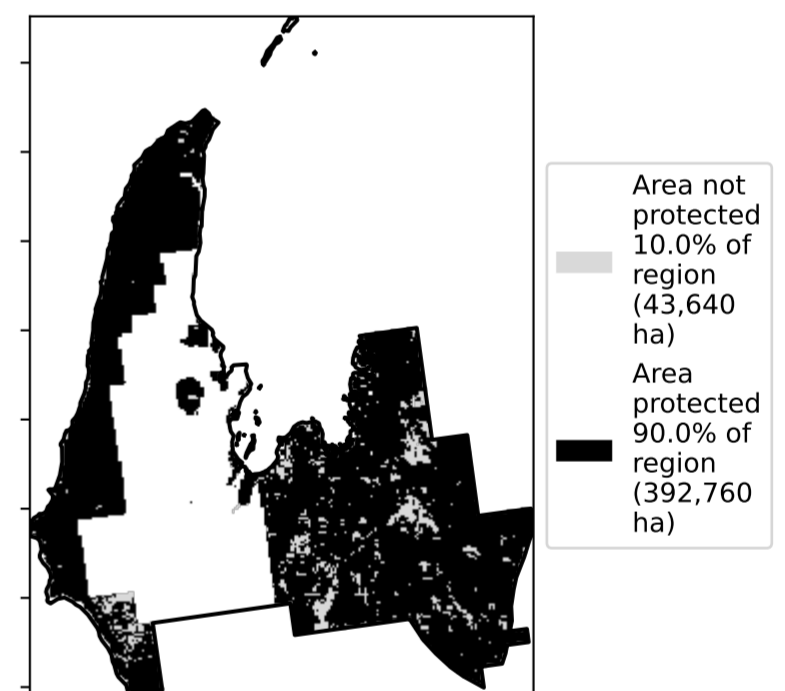 Area not
protected
10.0% of
region
(43,640
ha)
Area
protected
90.0% of
region
(392,760
ha)